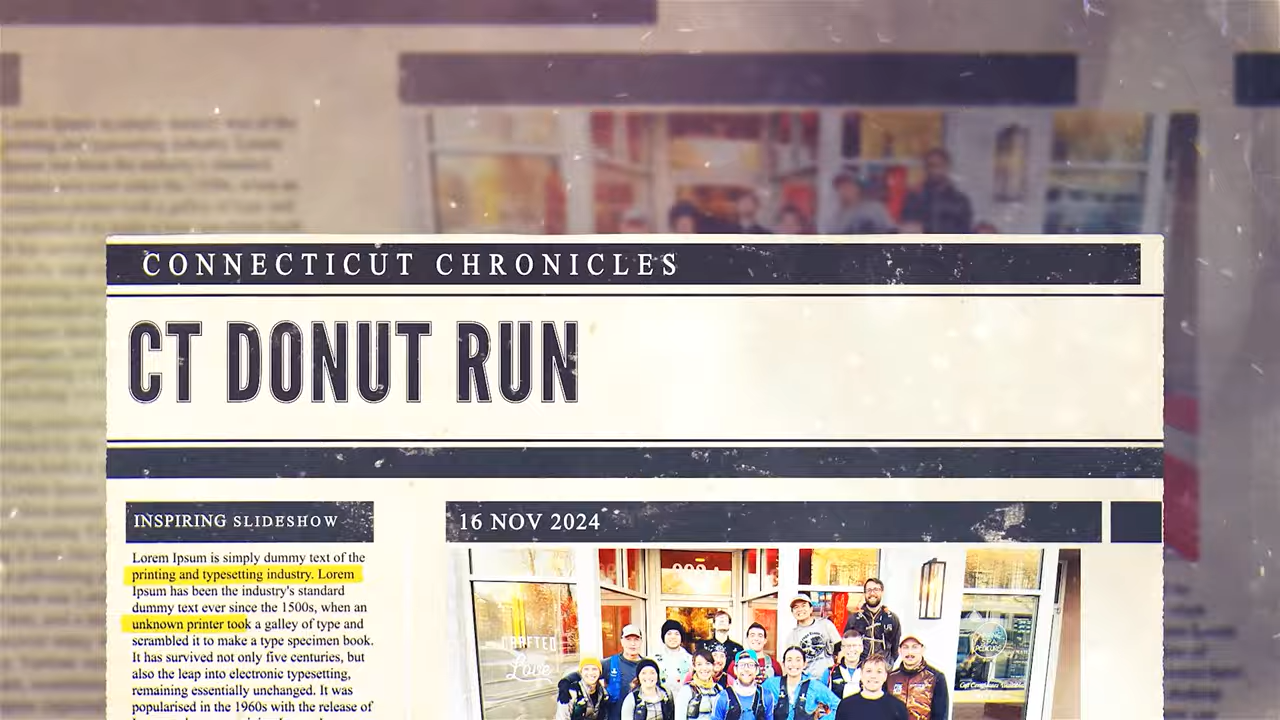 CONNECTICUT CHRONICLES
CT DONUT RUN
INSPIRING SLIDESHOW
Lorem Ipsum is simply dummy text of the
printing and typesetting industry. Lorem
Ipsum has been the industry's standard
dummy text ever since the 1500s, when an
unknown printer took a galley of type and
scrambled it to make a type specimen book.
It has survived not only five centuries, but
also the leap into electronic typesetting,
remaining essentially unchanged. It was
popularised in the 1960s with the release of
16 NOV 2024
CRAFTED
Love